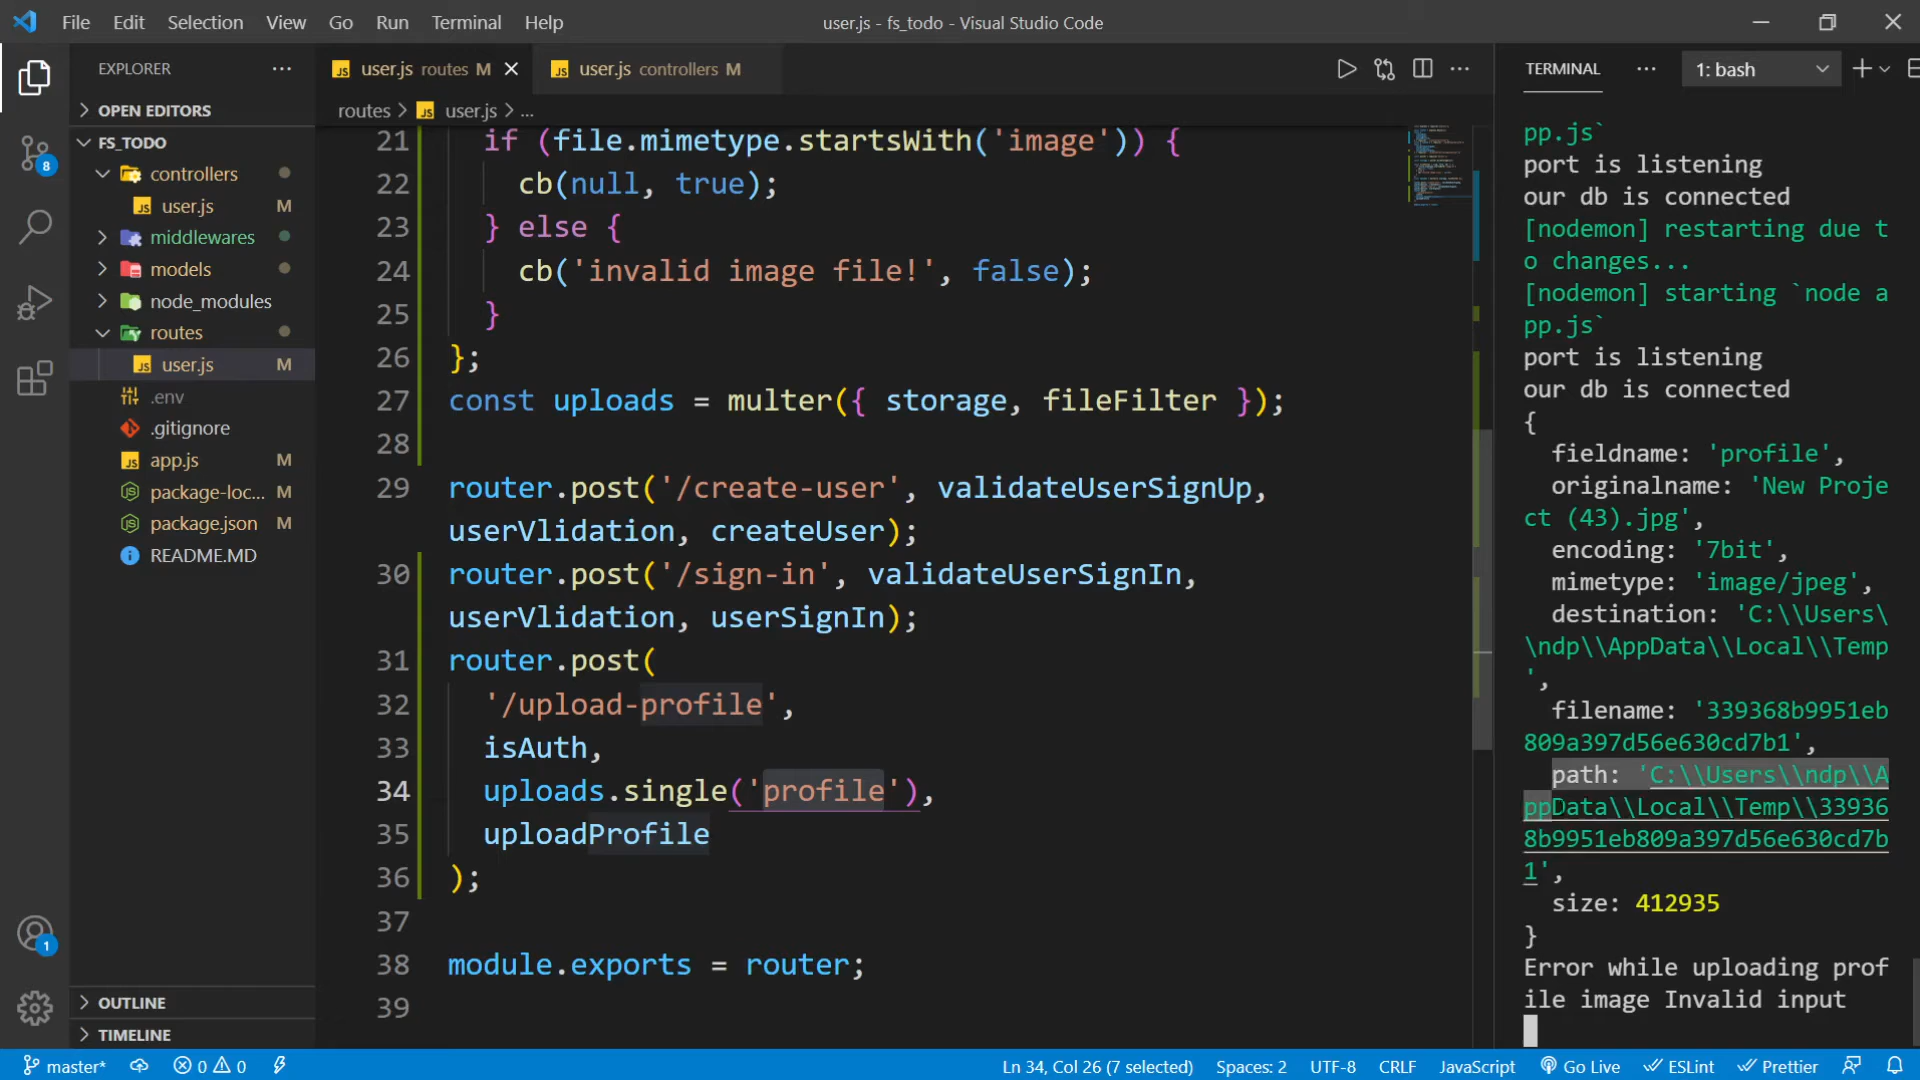 File Edit Selection View Go Run Terminal Help
user.js - fs_todo - Visual Studio Code
EXPLORER
OPEN EDITORS
FS_TODO
controllers
user.js M
middlewares
models
node_modules
routes
user.js M
.env
.gitignore
app.js M
package-loc... M
package.json M
README.MD
OUTLINE
TIMELINE
8
1
user.js routes M
user.js controllers M
routes > user.js > ...
21 if (file.mimetype.startsWith('image')) {
22 cb(null, true);
23 } else {
24 cb('invalid image file!', false);
25 }
26 };
27 const uploads = multer({ storage, fileFilter });
28
29 router.post('/create-user', validateUserSignUp,
userVlidation, createUser);
30 router.post('/sign-in', validateUserSignIn,
userVlidation, userSignIn);
31 router.post(
32 '/upload-profile',
33 isAuth,
34 uploads.single('profile'),
35 uploadProfile
36 );
37
38 module.exports = router;
39
TERMINAL
1: bash
pp.js`
port is listening
our db is connected
[nodemon] restarting due t
o changes...
[nodemon] starting `node a
pp.js`
port is listening
our db is connected
{
fieldname: 'profile',
originalname: 'New Proje
ct (43).jpg',
encoding: '7bit',
mimetype: 'image/jpeg',
destination: 'C:\\Users\
\ndp\\AppData\\Local\\Temp
',
filename: '339368b9951eb
809a397d56e630cd7b1',
path: 'C:\\Users\\ndp\\A
ppData\\Local\\Temp\\33936
8b9951eb809a397d56e630cd7b
1',
size: 412935
}
Error while uploading prof
ile image Invalid input
master* 0 0
Ln 34, Col 26 (7 selected) Spaces: 2 UTF-8 CRLF JavaScript Go Live ESLint Prettier